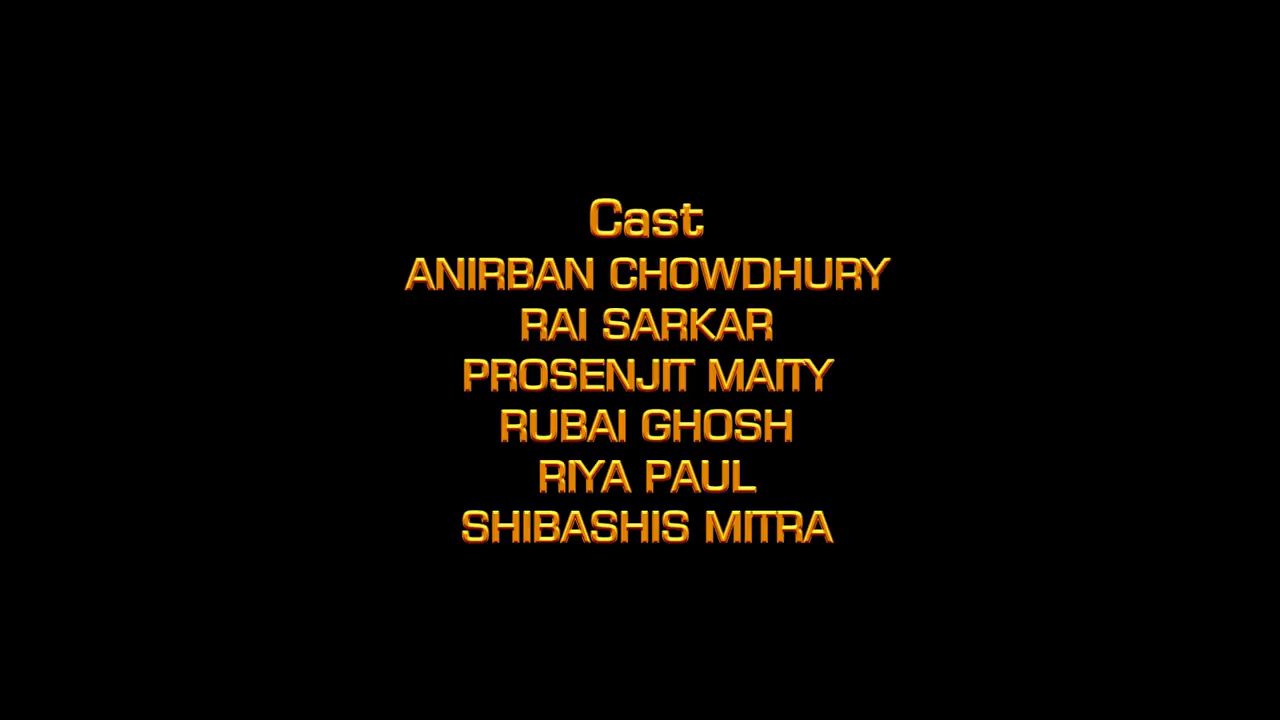 Cast
ANIRBAN CHOWDHURY
RAI SARKAR
PROSENJIT MAITY
RUBAI GHOSH
RIYA PAUL
SHIBASHIS MITRA